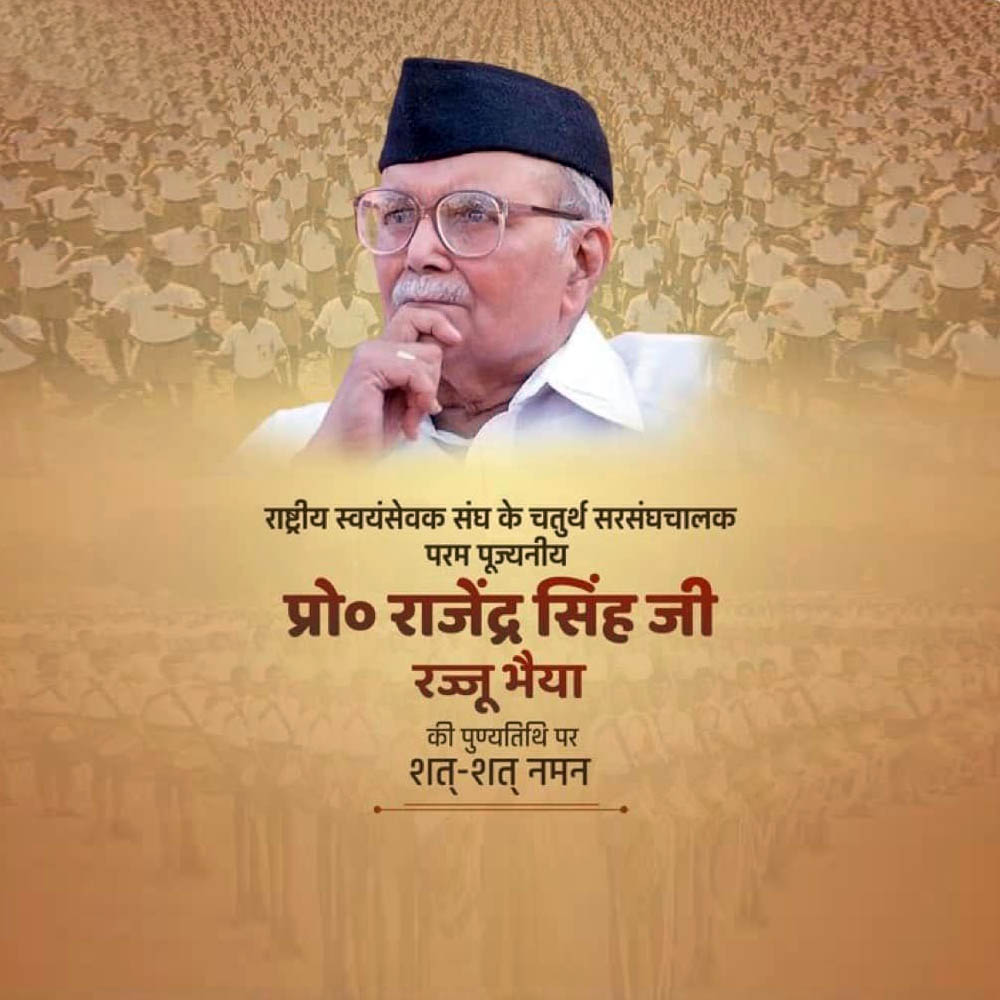 राष्ट्रीय स्वयंसेवक संघ के चतुर्थ सरसंघचालक
परम पूज्यनीय
प्रो० राजेंद्र सिंह जी
रज्जू भैया
की पुण्यतिथि पर
शत्-शत् नमन